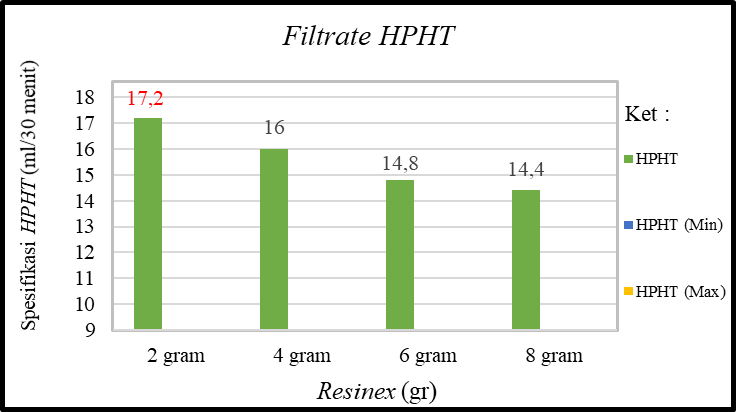 Filtrate HPHT
Spesifikasi HPHT (ml/30 menit)
18
17
16
15
14
13
12
11
10
9
17,2
16
14,8
14,4
2 gram
4 gram
6 gram
8 gram
Resinex (gr)
Ket :
HPHT
HPHT (Min)
HPHT (Max)